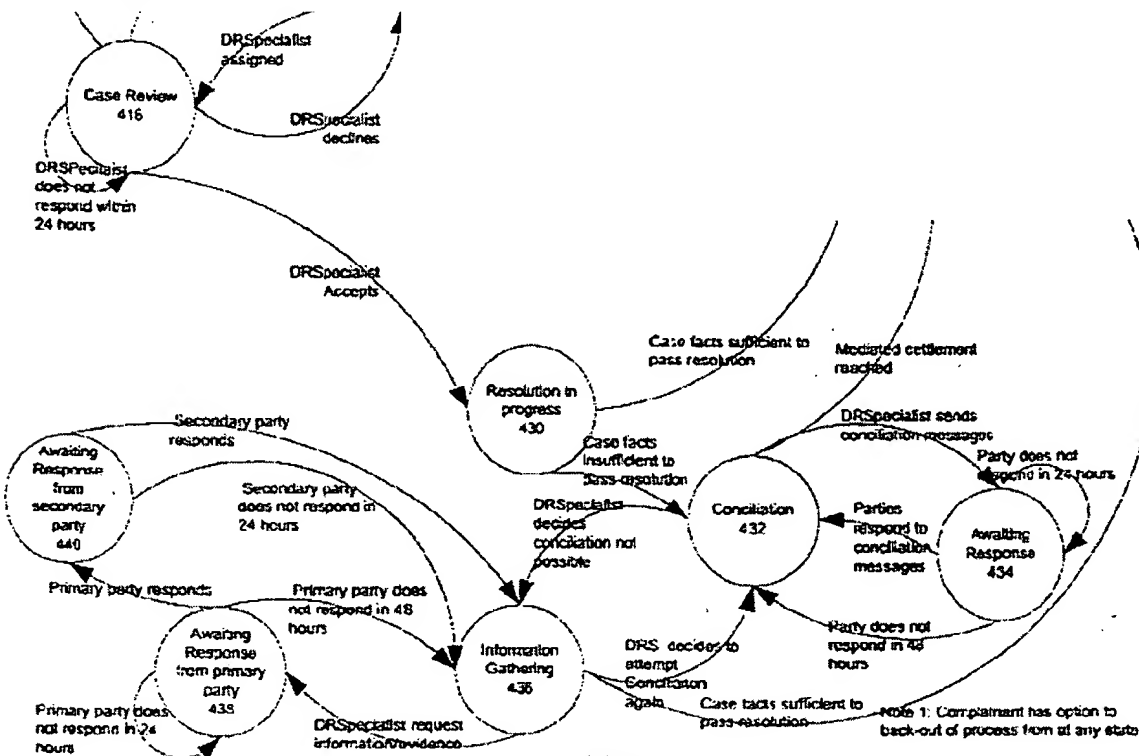 DRSpecialist
assigned
Case Review
416
DRSpecialist
declines
DRSPecitalist
does not
respond within
24 hours
DRSpecialist
Accepts
Case facts sufficient to
pass resolution
Mediated settlement
reached
Resolution in
progress
430
DRSpecialist sends
conciliation messages
Secondary party
responds
Case facts
insufficient to
pass-resolution
Party does not
respond in 24 hours
Awaiting
Response
from
secondary
party
440
Secondary party
does not respond in
24 hours
DRSpecialist
decides
conciliation not
possible
Conciliation
432
Parties
respond to
conciliation
messages
Awaiting
Response
434
Primary party responds
Primary party does
not respond in 48
hours
Party does not
respond in 48
hours
Awaiting
Response
from primary
party
438
Information
Gathering
436
DRS decides to
attempt
Conciliation
again
Primary party does
not respond in 24
hours
DRSpecialist request
information/evidence
Case facts sufficient to
pass-resolution
Note 1: Complainant has option to
back-out of process from at any state